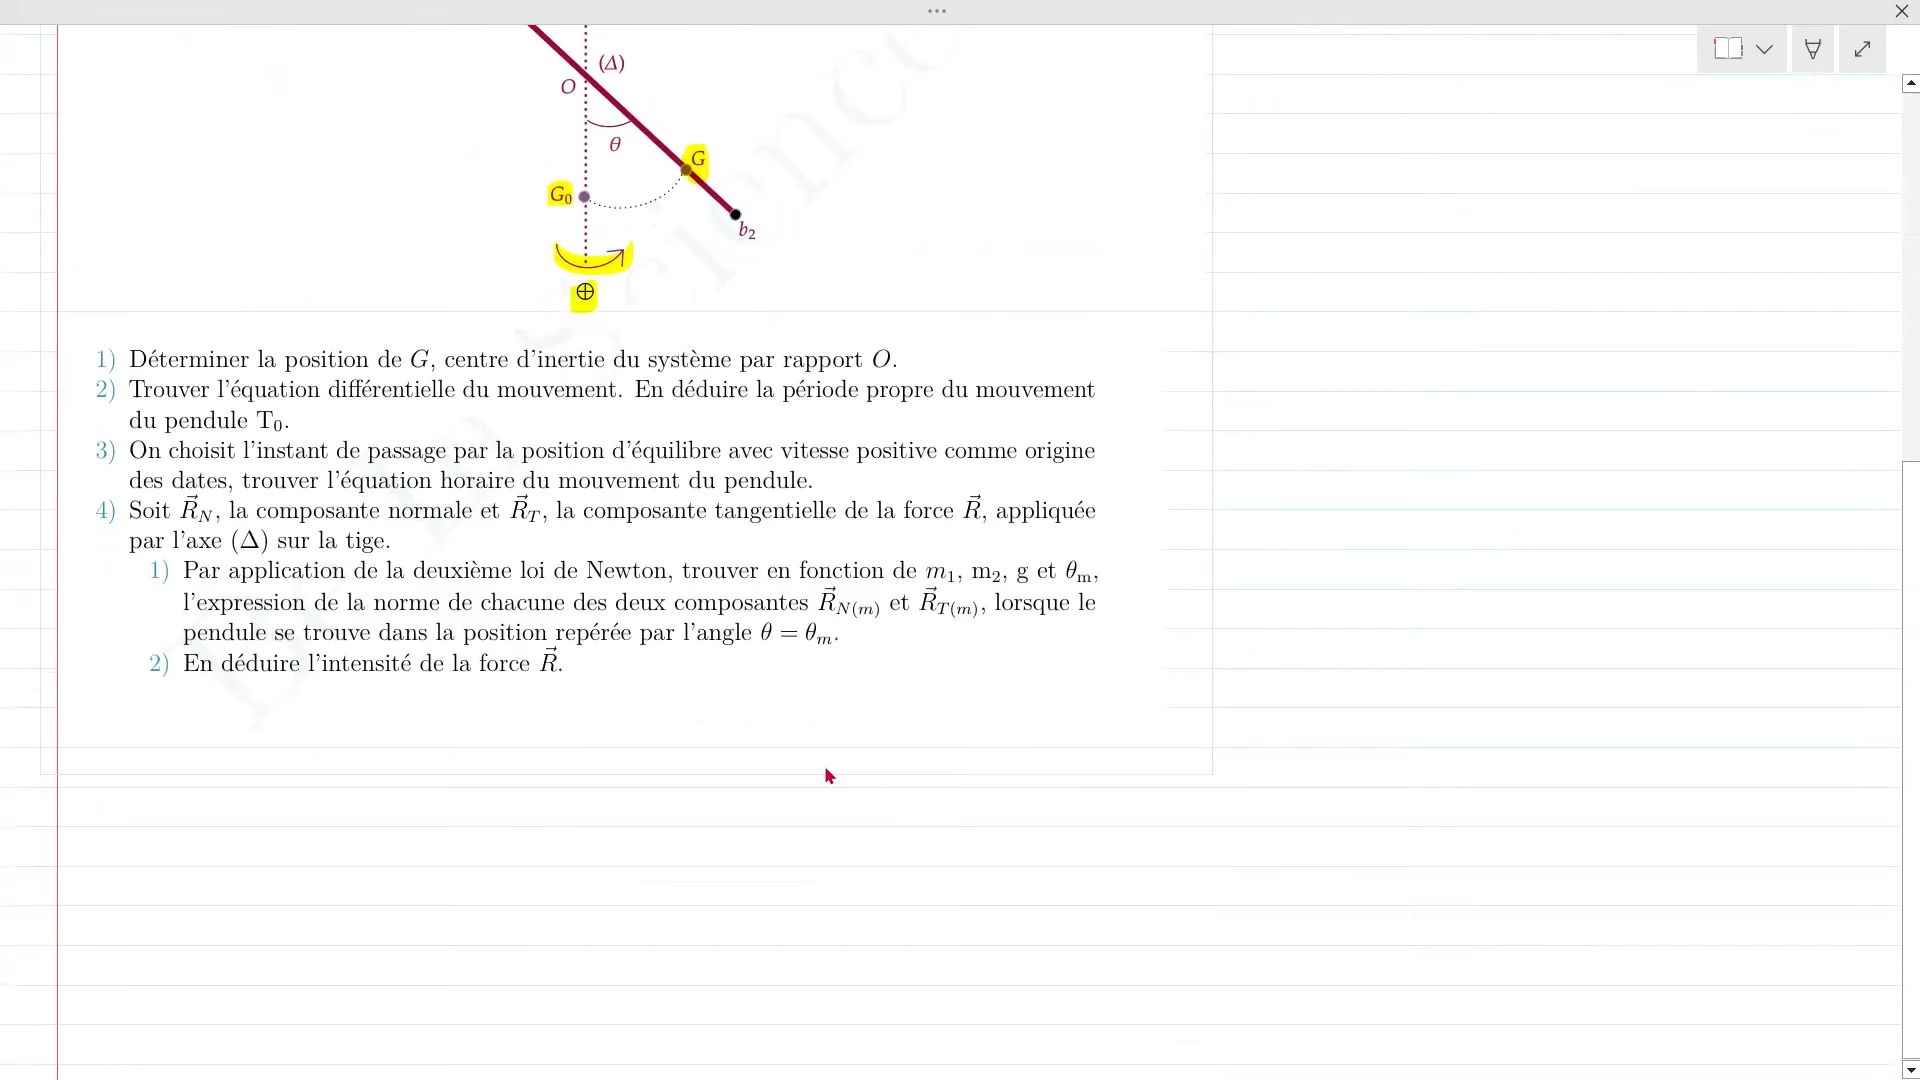 (Δ)
O
θ
G
G₀
b₂
⊕
1) Déterminer la position de G, centre d'inertie du système par rapport O.
2) Trouver l'équation différentielle du mouvement. En déduire la période propre du mouvement
du pendule T₀.
3) On choisit l'instant de passage par la position d'équilibre avec vitesse positive comme origine
des dates, trouver l'équation horaire du mouvement du pendule.
4) Soit R⃗_N, la composante normale et R⃗_T, la composante tangentielle de la force R⃗, appliquée
par l'axe (Δ) sur la tige.
1) Par application de la deuxième loi de Newton, trouver en fonction de m₁, m₂, g et θₘ,
l'expression de la norme de chacune des deux composantes R⃗_N(m) et R⃗_T(m), lorsque le
pendule se trouve dans la position repérée par l'angle θ = θₘ.
2) En déduire l'intensité de la force R⃗.